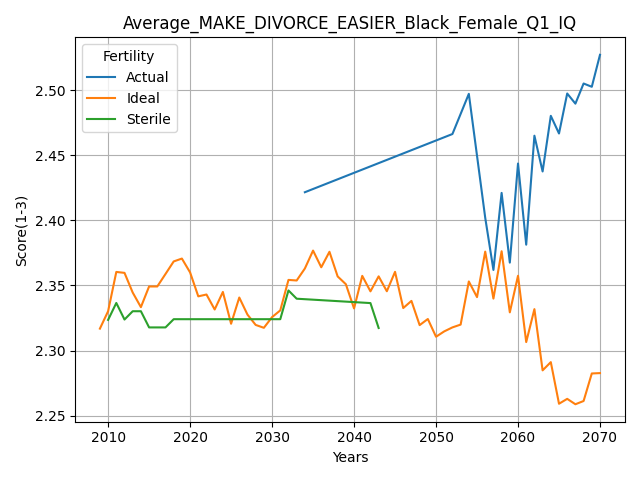 Average_MAKE_DIVORCE_EASIER_Black_Female_Q1_IQ
Fertility
Actual
Ideal
Sterile
Score(1-3)
2.50
2.45
2.40
2.35
2.30
2.25
2010 2020 2030 2040 2050 2060 2070
Years